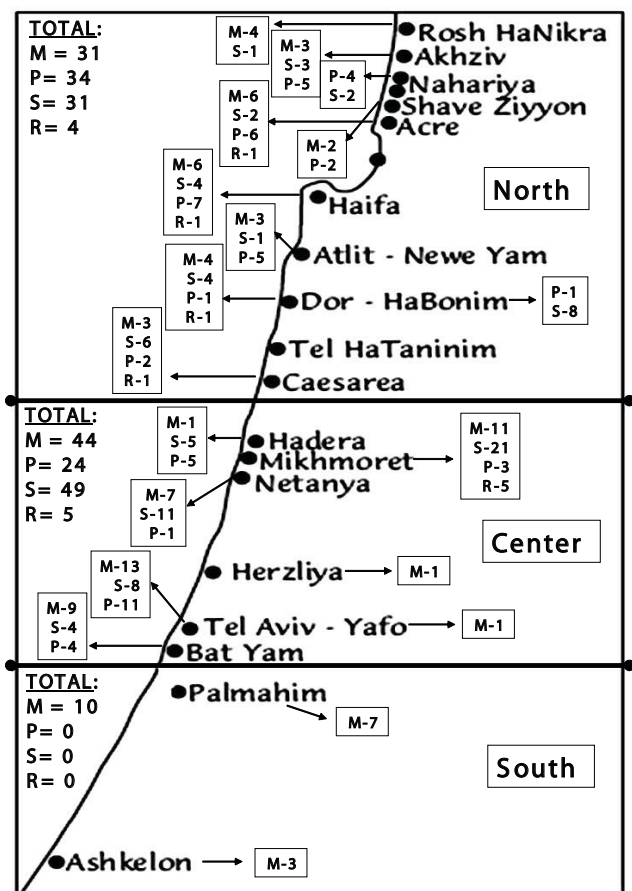 TOTAL:
M = 31
P= 34
S= 31
R= 4
M-4
S-1
Rosh HaNikra
M-3
S-3
P-5
Akhziv
P-4
S-2
Nahariya
Shave Ziyyon
M-6
S-2
P-6
R-1
Acre
M-2
P-2
North
M-6
S-4
P-7
R-1
Haifa
M-3
S-1
P-5
Atlit - Newe Yam
M-4
S-4
P-1
R-1
Dor - HaBonim
P-1
S-8
Tel HaTaninim
M-3
S-6
P-2
R-1
Caesarea
TOTAL:
M = 44
P= 24
S= 49
R= 5
M-1
S-5
P-5
Hadera
Mikhmoret
M-11
S-21
P-3
R-5
Netanya
M-7
S-11
P-1
Center
Herzliya
M-1
M-13
S-8
P-11
Tel Aviv - Yafo
M-1
M-9
S-4
P-4
Bat Yam
TOTAL:
M = 10
P= 0
S= 0
R= 0
Palmahim
M-7
South
Ashkelon
M-3